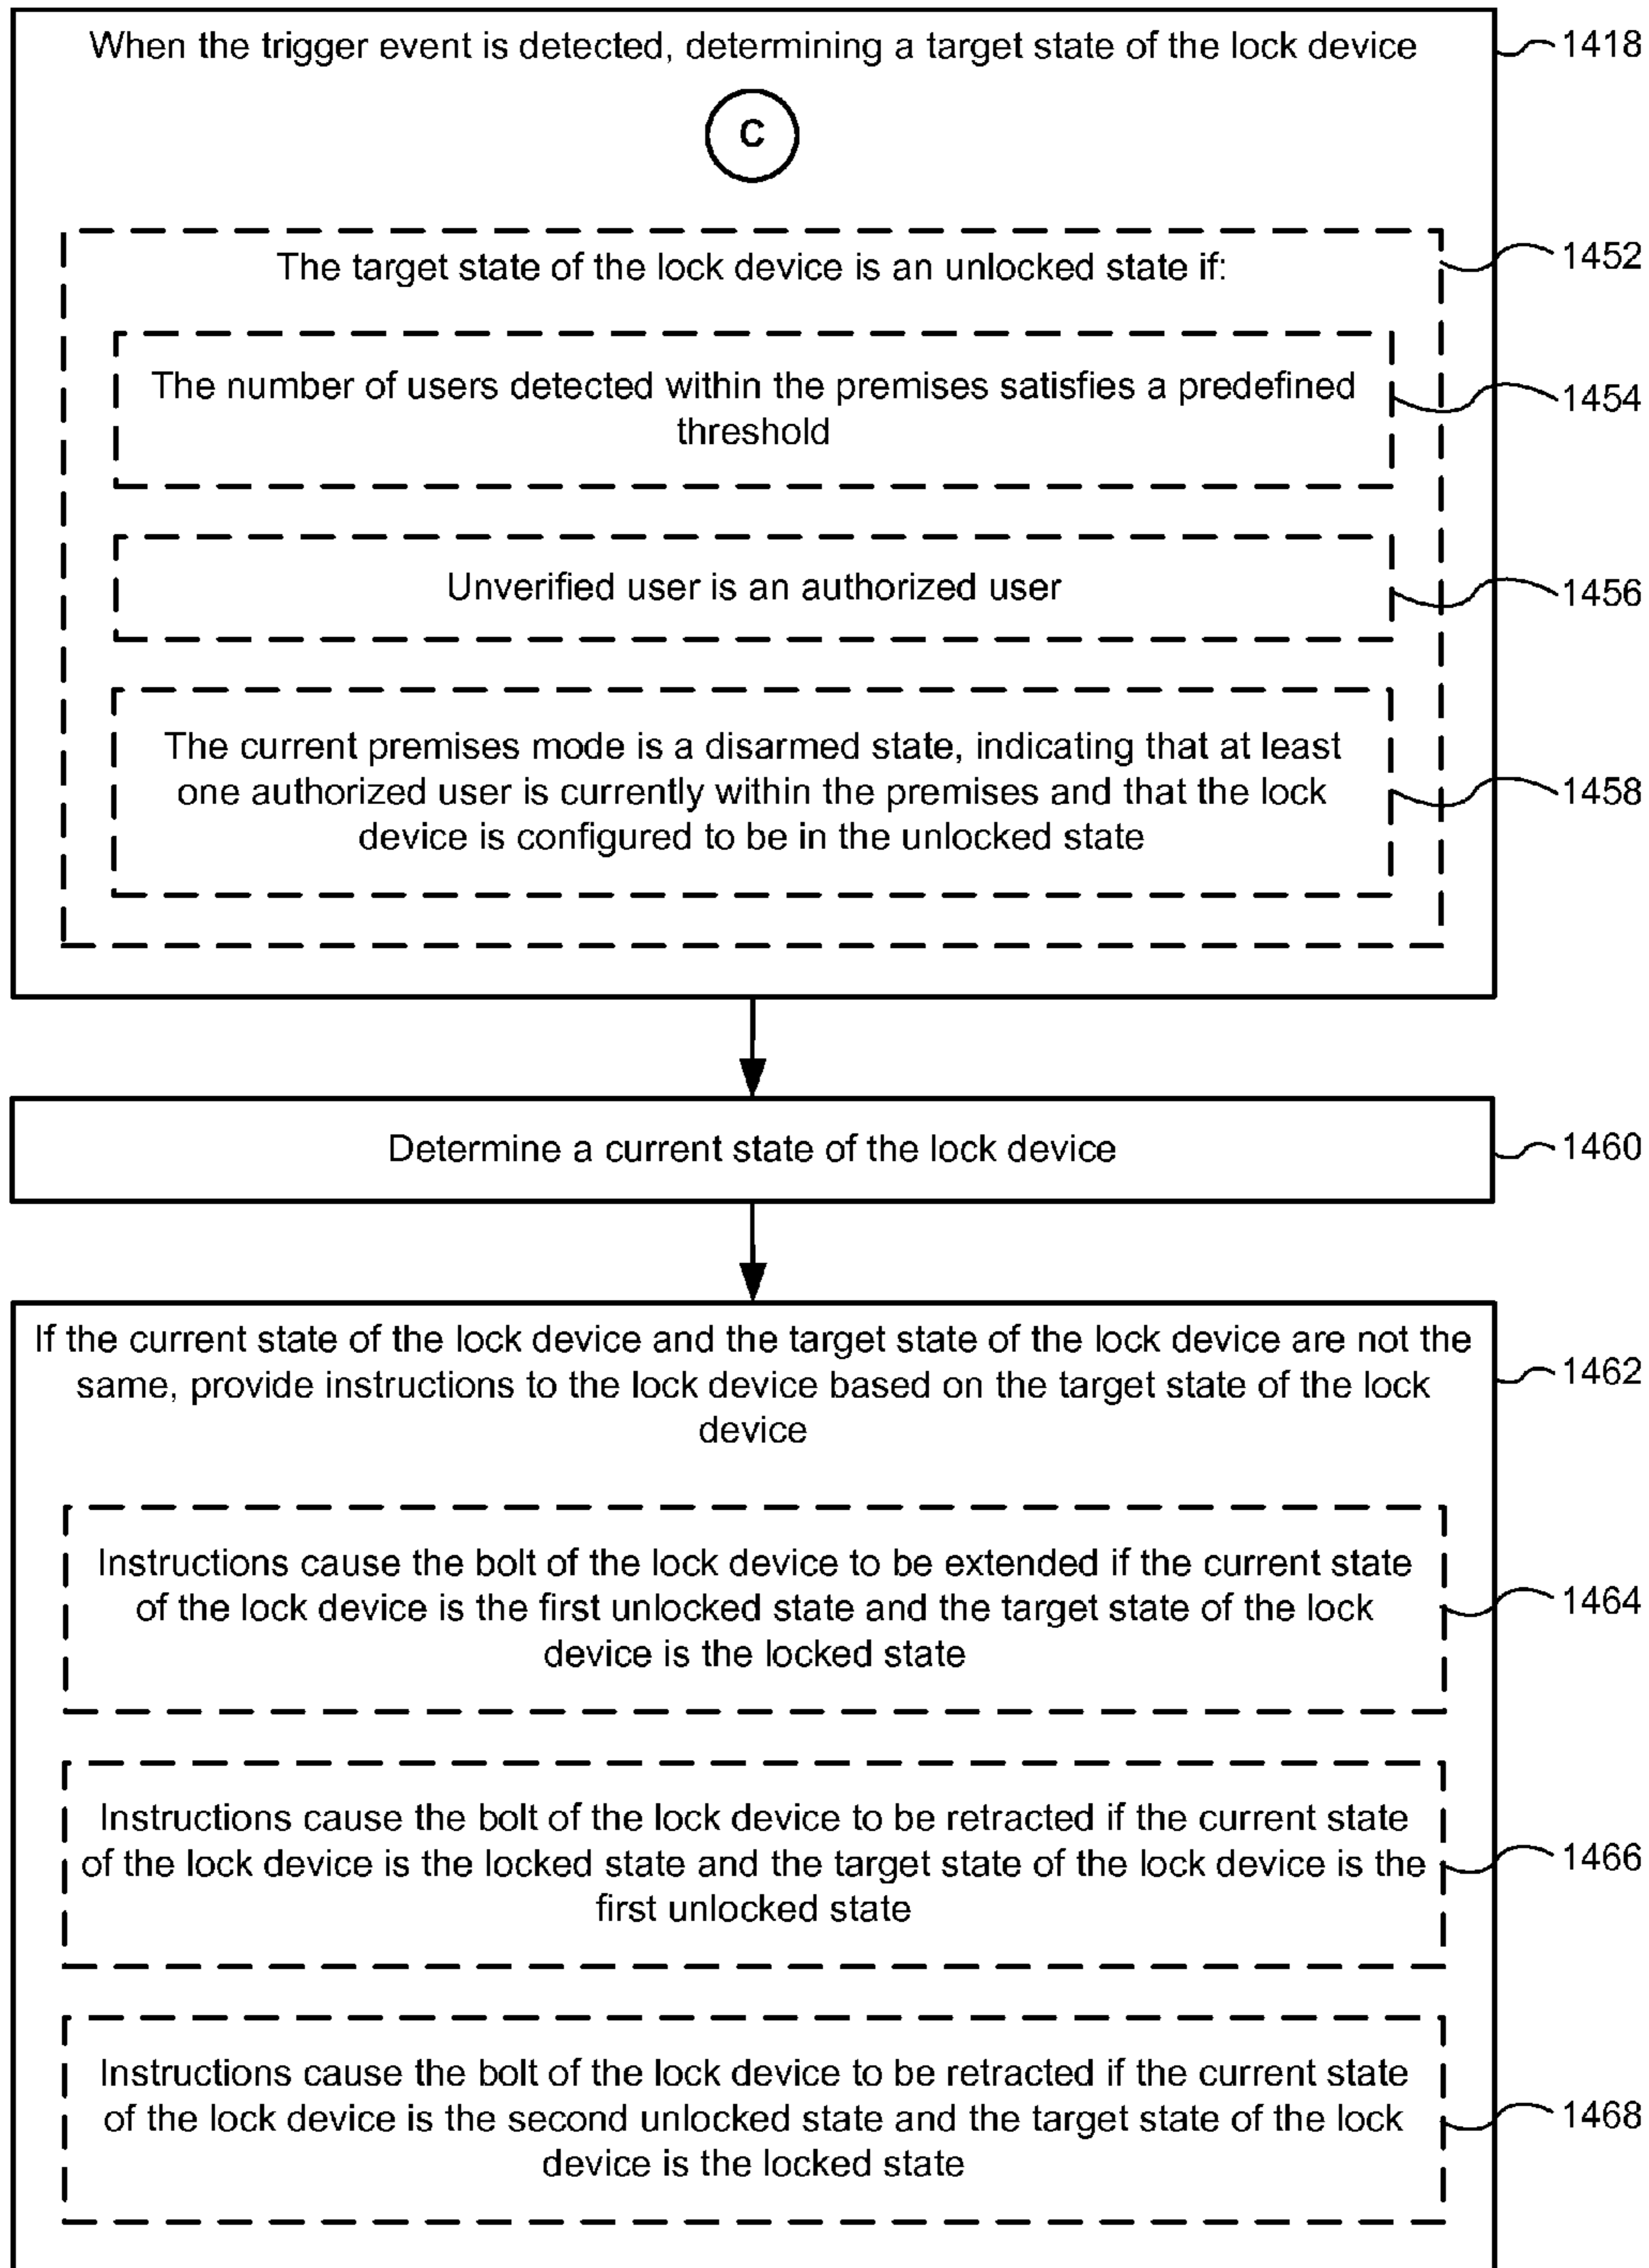 When the trigger event is detected, determining a target state of the lock device
1418
C
The target state of the lock device is an unlocked state if:
1452
The number of users detected within the premises satisfies a predefined
threshold
1454
Unverified user is an authorized user
1456
The current premises mode is a disarmed state, indicating that at least
one authorized user is currently within the premises and that the lock
device is configured to be in the unlocked state
1458
Determine a current state of the lock device
1460
If the current state of the lock device and the target state of the lock device are not the
same, provide instructions to the lock device based on the target state of the lock
device
1462
Instructions cause the bolt of the lock device to be extended if the current state
of the lock device is the first unlocked state and the target state of the lock
device is the locked state
1464
Instructions cause the bolt of the lock device to be retracted if the current state
of the lock device is the locked state and the target state of the lock device is the
first unlocked state
1466
Instructions cause the bolt of the lock device to be retracted if the current state
of the lock device is the second unlocked state and the target state of the lock
device is the locked state
1468